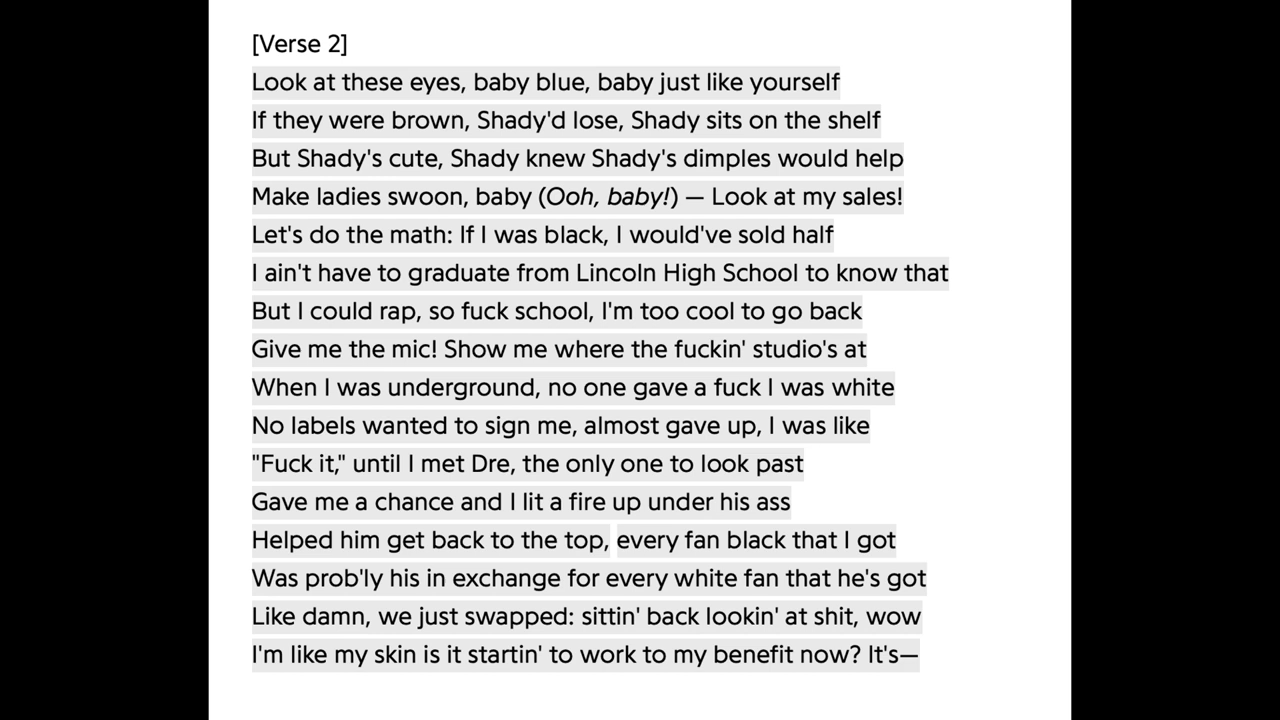 [Verse 2]
Look at these eyes, baby blue, baby just like yourself
If they were brown, Shady'd lose, Shady sits on the shelf
But Shady's cute, Shady knew Shady's dimples would help
Make ladies swoon, baby (Ooh, baby!) — Look at my sales!
Let's do the math: If I was black, I would've sold half
I ain't have to graduate from Lincoln High School to know that
But I could rap, so fuck school, I'm too cool to go back
Give me the mic! Show me where the fuckin' studio's at
When I was underground, no one gave a fuck I was white
No labels wanted to sign me, almost gave up, I was like
"Fuck it," until I met Dre, the only one to look past
Gave me a chance and I lit a fire up under his ass
Helped him get back to the top, every fan black that I got
Was prob'ly his in exchange for every white fan that he's got
Like damn, we just swapped: sittin' back lookin' at shit, wow
I'm like my skin is it startin' to work to my benefit now? It's—